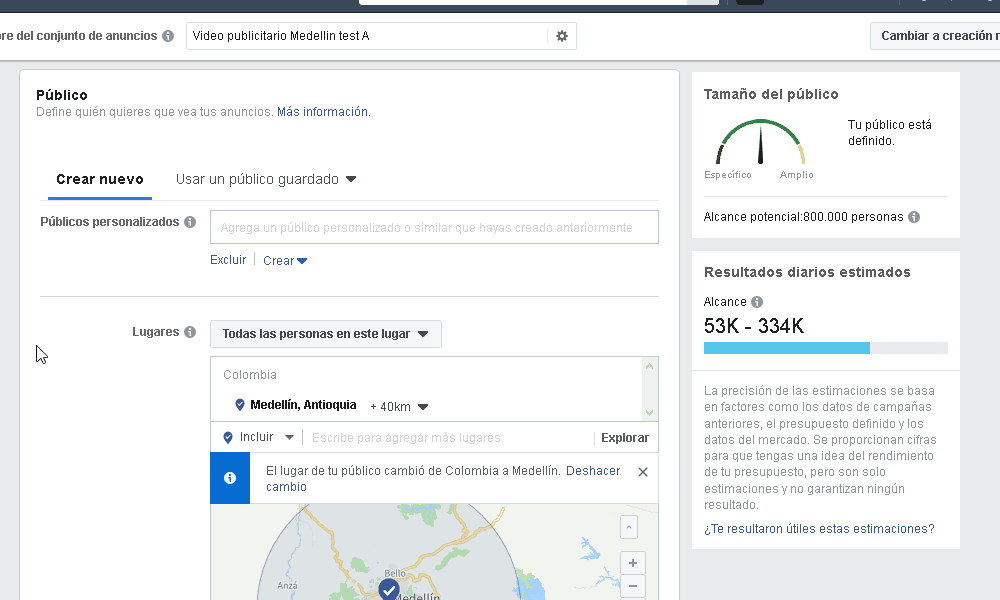 re del conjunto de anuncios
Video publicitario Medellin test A
Cambiar a creación r
Público
Define quién quieres que vea tus anuncios. Más información.
Crear nuevo
Usar un público guardado
Públicos personalizados
Agrega un público personalizado o similar que hayas creado anteriormente
Excluir
Crear
Lugares
Todas las personas en este lugar
Colombia
Medellín, Antioquia
+ 40km
Incluir
Escribe para agregar más lugares
Explorar
El lugar de tu público cambió de Colombia a Medellín. Deshacer
cambio
Anzá
Bello
Medellín
Tamaño del público
Tu público está
definido.
Específico
Amplio
Alcance potencial:800.000 personas
Resultados diarios estimados
Alcance
53K - 334K
La precisión de las estimaciones se basa
en factores como los datos de campañas
anteriores, el presupuesto definido y los
datos del mercado. Se proporcionan cifras
para que tengas una idea del rendimiento
de tu presupuesto, pero son solo
estimaciones y no garantizan ningún
resultado.
¿Te resultaron útiles estas estimaciones?